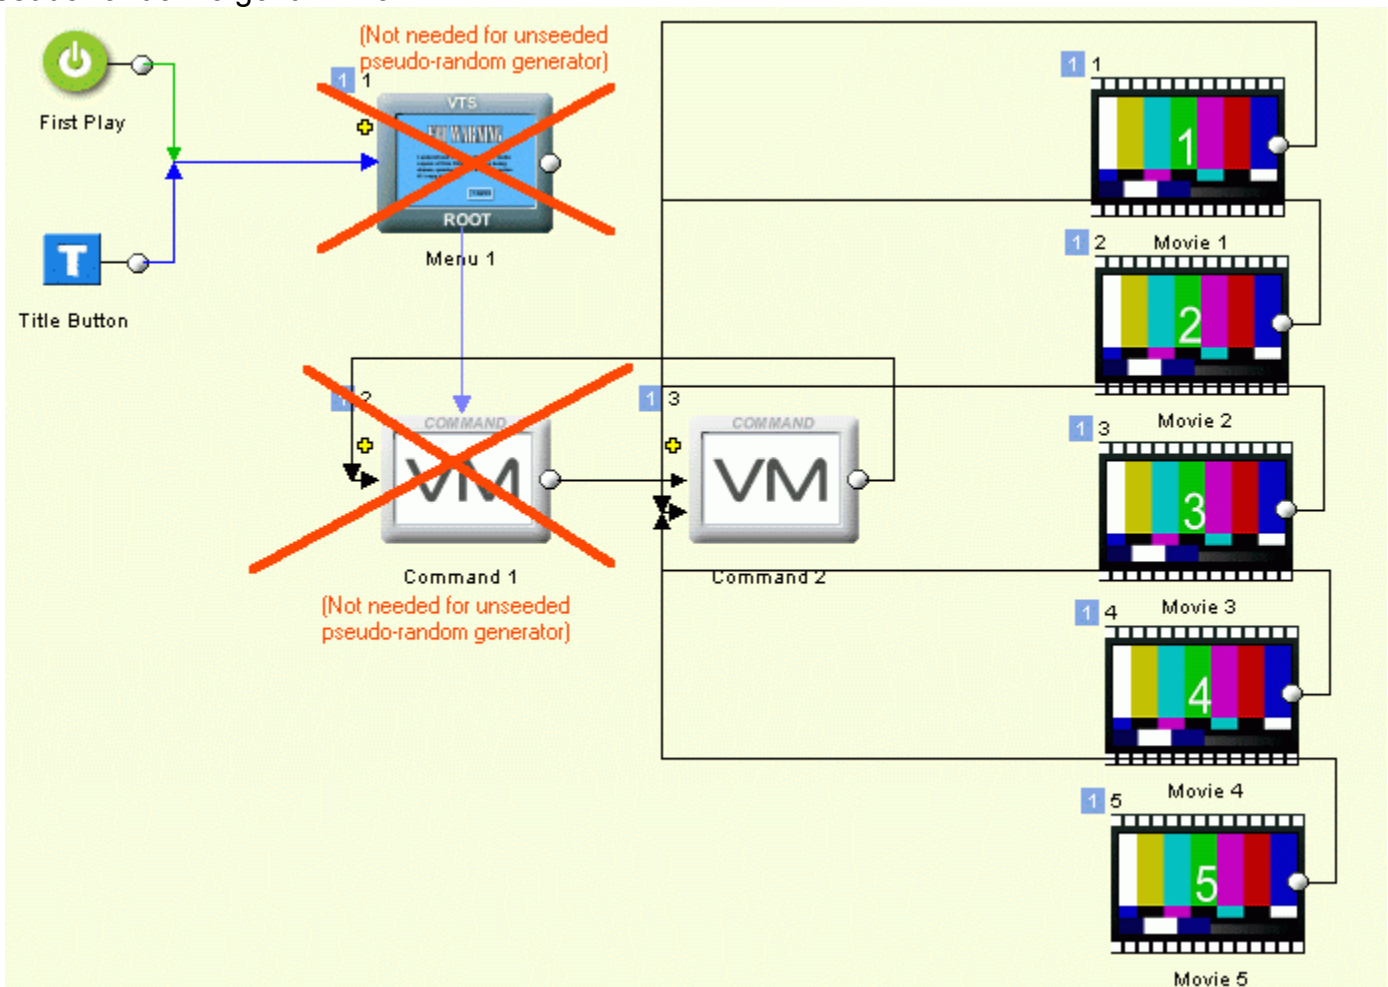 (Not needed for unseeded
pseudo-random generator)
1 1
VTS
ROOT
Menu 1
First Play
T
Title Button
1 2
COMMAND
VM
Command 1
(Not needed for unseeded
pseudo-random generator)
1 3
COMMAND
VM
Command 2
1 1
1
Movie 1
1 2
2
Movie 2
1 3
3
Movie 3
1 4
4
Movie 4
1 5
5
Movie 5